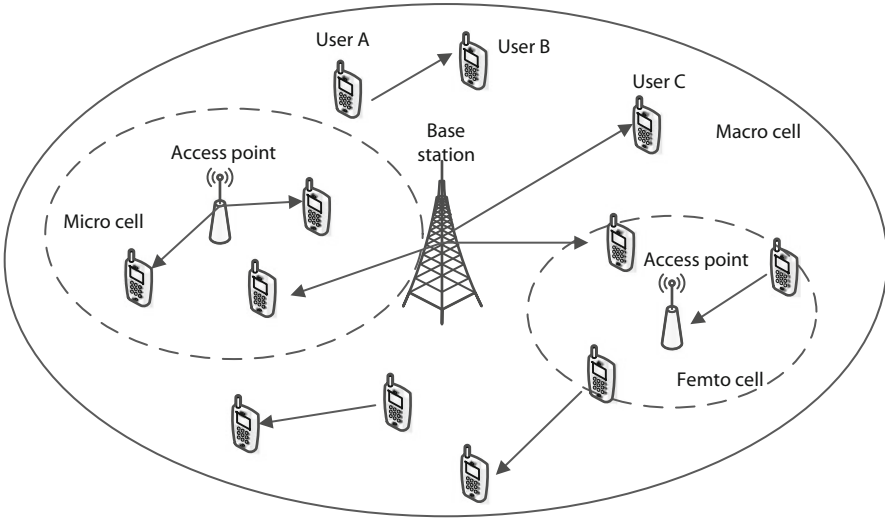 User A
User B
User C
Macro cell
Base
station
Access point
Micro cell
Access point
Femto cell